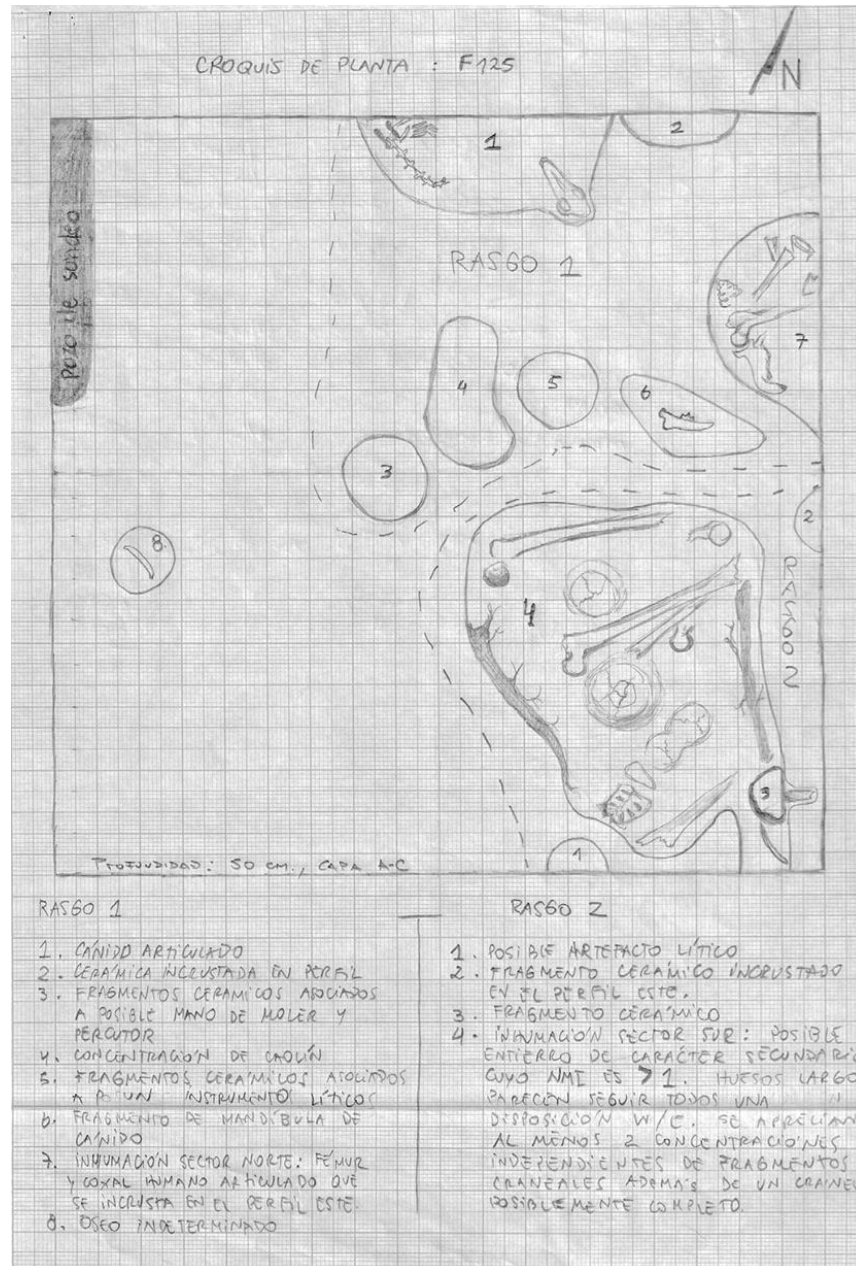 CROQUIS DE PLANTA : F125
N
pozo de sondeo
1
2
RASGO 1
7
4
5
6
3
2
8.
RASGO 2
4
3
1
PROFUNDIDAD: 50 CM., CAPA A-C
RASGO 1
1. CÁNIDO ARTICULADO
2. CERÁMICA INCRUSTADA EN PERFIL
3. FRAGMENTOS CERAMICOS ASOCIADOS
A POSIBLE MANO DE MOLER Y
PERCUTOR
4. CONCENTRACIÓN DE CAOLÍN
5. FRAGMENTOS CERÁMICOS ASOCIADOS
A UN INSTRUMENTO LÍTICO
6. FRAGMENTO DE MANDÍBULA DE
CÁNIDO
7. INHUMACIÓN SECTOR NORTE: FÉMUR
Y COXAL HUMANO ARTICULADO QUE
SE INCRUSTA EN EL PERFIL ESTE.
8. OSEO INDETERMINADO
RASGO 2
1. POSIBLE ARTEFACTO LÍTICO
2. FRAGMENTO CERÁMICO INCRUSTADO
EN EL PERFIL ESTE.
3. FRAGMENTO CERÁMICO
4. INHUMACIÓN SECTOR SUR: POSIBLE
ENTIERRO DE CARÁCTER SECUNDARIO
CUYO NMI ES > 1. HUESOS LARGO
PARECEN SEGUIR TODOS UNA
DISPOSICIÓN W/E. SE APRECIAN
AL MENOS 2 CONCENTRACIONES
INDEPENDIENTES DE FRAGMENTOS
CRANEALES ADEMÁS DE UN CRANEO
POSIBLEMENTE COMPLETO.